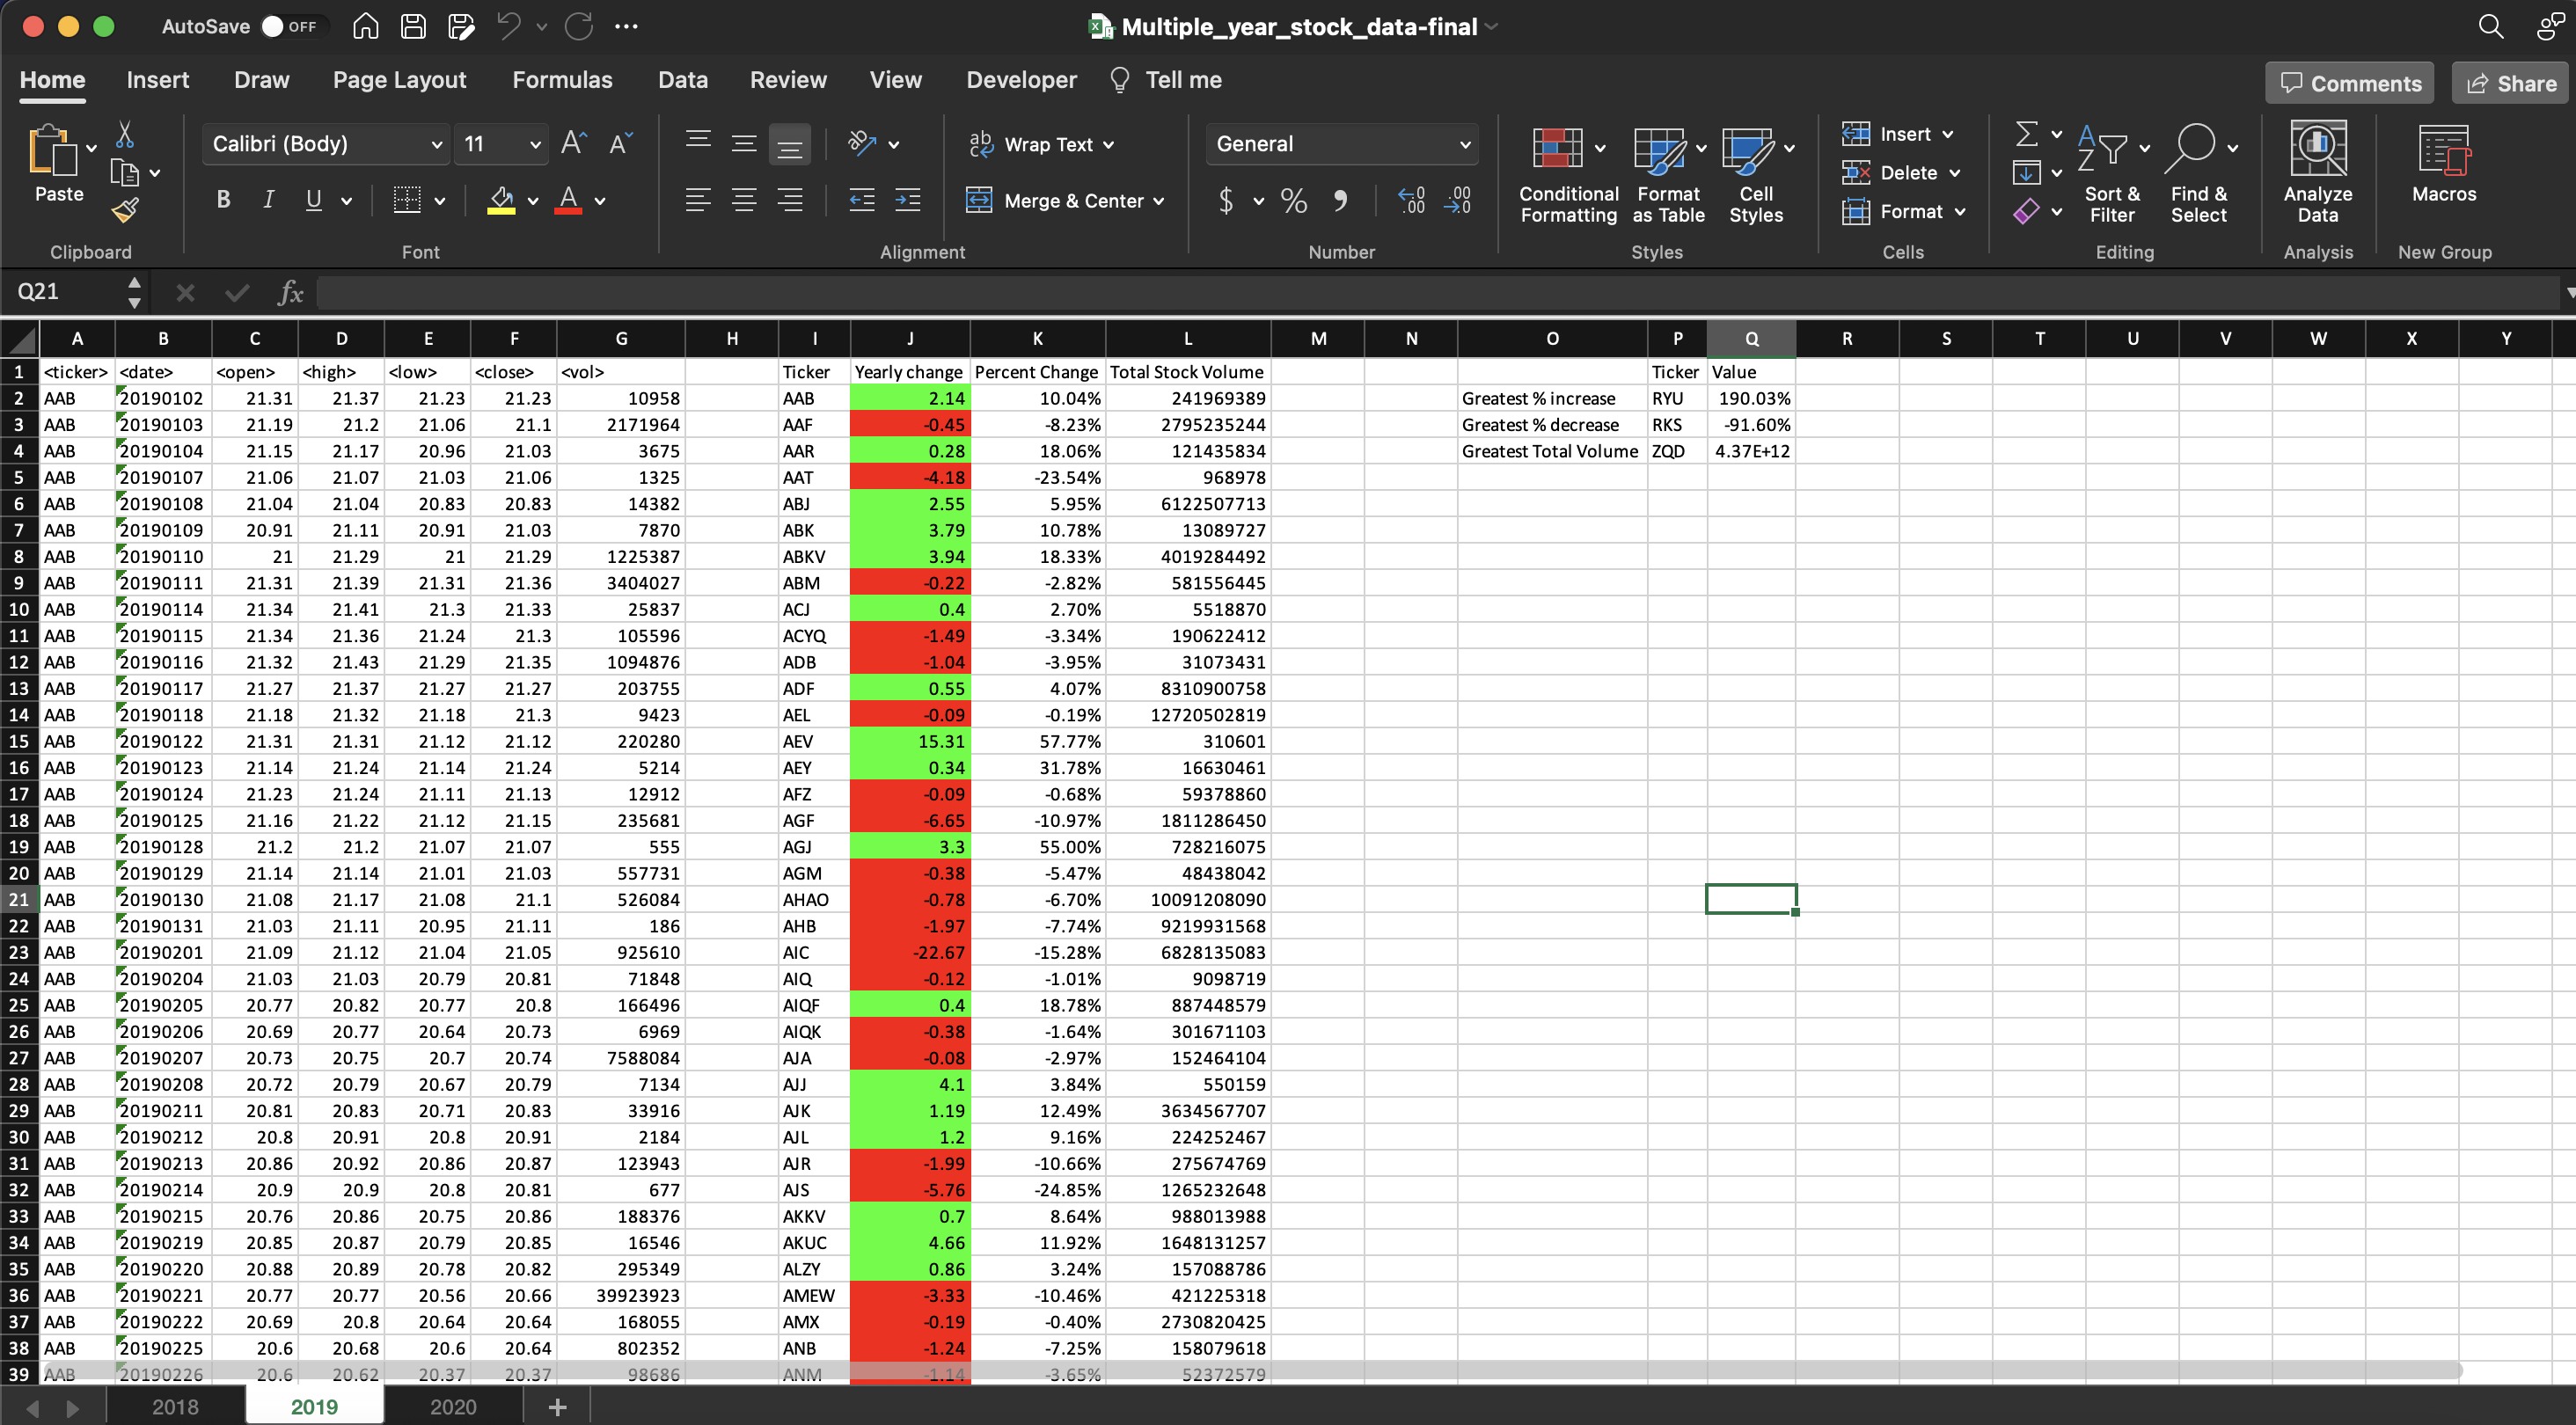 AutoSave OFF Multiple_year_stock_data-final
Home Insert Draw Page Layout Formulas Data Review View Developer Tell me Comments Share
Paste
Calibri (Body) 11 A A ab Wrap Text General Conditional Formatting Format as Table Cell Styles Insert Delete Format Sort & Filter Find & Select Analyze Data Macros
B I U A Merge & Center $ % 9
Clipboard Font Alignment Number Styles Cells Editing Analysis New Group
Q21 fx
A B C D E F G H I J K L M N O P Q R S T U V W X Y
1 <ticker> <date> <open> <high> <low> <close> <vol> Ticker Yearly change Percent Change Total Stock Volume Ticker Value
2 AAB 20190102 21.31 21.37 21.23 21.23 10958 AAB 2.14 10.04% 241969389 Greatest % increase RYU 190.03%
3 AAB 20190103 21.19 21.2 21.06 21.1 2171964 AAF -0.45 -8.23% 2795235244 Greatest % decrease RKS -91.60%
4 AAB 20190104 21.15 21.17 20.96 21.03 3675 AAR 0.28 18.06% 121435834 Greatest Total Volume ZQD 4.37E+12
5 AAB 20190107 21.06 21.07 21.03 21.06 1325 AAT -4.18 -23.54% 968978
6 AAB 20190108 21.04 21.04 20.83 20.83 14382 ABJ 2.55 5.95% 6122507713
7 AAB 20190109 20.91 21.11 20.91 21.03 7870 ABK 3.79 10.78% 13089727
8 AAB 20190110 21 21.29 21 21.29 1225387 ABKV 3.94 18.33% 4019284492
9 AAB 20190111 21.31 21.39 21.31 21.36 3404027 ABM -0.22 -2.82% 581556445
10 AAB 20190114 21.34 21.41 21.3 21.33 25837 ACJ 0.4 2.70% 5518870
11 AAB 20190115 21.34 21.36 21.24 21.3 105596 ACYQ -1.49 -3.34% 190622412
12 AAB 20190116 21.32 21.43 21.29 21.35 1094876 ADB -1.04 -3.95% 31073431
13 AAB 20190117 21.27 21.37 21.27 21.27 203755 ADF 0.55 4.07% 8310900758
14 AAB 20190118 21.18 21.32 21.18 21.3 9423 AEL -0.09 -0.19% 12720502819
15 AAB 20190122 21.31 21.31 21.12 21.12 220280 AEV 15.31 57.77% 310601
16 AAB 20190123 21.14 21.24 21.14 21.24 5214 AEY 0.34 31.78% 16630461
17 AAB 20190124 21.23 21.24 21.11 21.13 12912 AFZ -0.09 -0.68% 59378860
18 AAB 20190125 21.16 21.22 21.12 21.15 235681 AGF -6.65 -10.97% 1811286450
19 AAB 20190128 21.2 21.2 21.07 21.07 555 AGJ 3.3 55.00% 728216075
20 AAB 20190129 21.14 21.14 21.01 21.03 557731 AGM -0.38 -5.47% 48438042
21 AAB 20190130 21.08 21.17 21.08 21.1 526084 AHAO -0.78 -6.70% 10091208090
22 AAB 20190131 21.03 21.11 20.95 21.11 186 AHB -1.97 -7.74% 9219931568
23 AAB 20190201 21.09 21.12 21.04 21.05 925610 AIC -22.67 -15.28% 6828135083
24 AAB 20190204 21.03 21.03 20.79 20.81 71848 AIQ -0.12 -1.01% 9098719
25 AAB 20190205 20.77 20.82 20.77 20.8 166496 AIQF 0.4 18.78% 887448579
26 AAB 20190206 20.69 20.77 20.64 20.73 6969 AIQK -0.38 -1.64% 301671103
27 AAB 20190207 20.73 20.75 20.7 20.74 7588084 AJA -0.08 -2.97% 152464104
28 AAB 20190208 20.72 20.79 20.67 20.79 7134 AJJ 4.1 3.84% 550159
29 AAB 20190211 20.81 20.83 20.71 20.83 33916 AJK 1.19 12.49% 3634567707
30 AAB 20190212 20.8 20.91 20.8 20.91 2184 AJL 1.2 9.16% 224252467
31 AAB 20190213 20.86 20.92 20.86 20.87 123943 AJR -1.99 -10.66% 275674769
32 AAB 20190214 20.9 20.9 20.8 20.81 677 AJS -5.76 -24.85% 1265232648
33 AAB 20190215 20.76 20.86 20.75 20.86 188376 AKKV 0.7 8.64% 988013988
34 AAB 20190219 20.85 20.87 20.79 20.85 16546 AKUC 4.66 11.92% 1648131257
35 AAB 20190220 20.88 20.89 20.78 20.82 295349 ALZY 0.86 3.24% 157088786
36 AAB 20190221 20.77 20.77 20.56 20.66 39923923 AMEW -3.33 -10.46% 421225318
37 AAB 20190222 20.69 20.8 20.64 20.64 168055 AMX -0.19 -0.40% 2730820425
38 AAB 20190225 20.6 20.68 20.6 20.64 802352 ANB -1.24 -7.25% 158079618
39 AAB 20190226 20.6 20.62 20.37 20.37 98686 ANM -1.14 -3.65% 52372579
2018 2019 2020 +